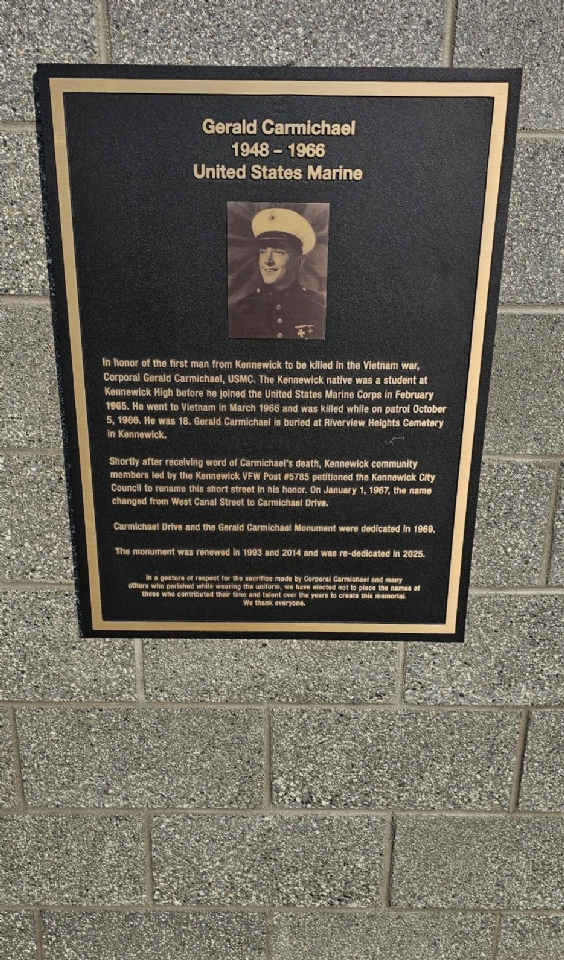 Gerald Carmichael
1948 – 1966
United States Marine
In honor of the first man from Kennewick to be killed in the Vietnam war,
Corporal Gerald Carmichael, USMC. The Kennewick native was a student at
Kennewick High before he joined the United States Marine Corps in February
1965. He went to Vietnam in March 1966 and was killed while on patrol October
5, 1966. He was 18. Gerald Carmichael is buried at Riverview Heights Cemetery
in Kennewick.
Shortly after receiving word of Carmichael's death, Kennewick community
members led by the Kennewick VFW Post #5785 petitioned the Kennewick City
Council to rename this short street in his honor. On January 1, 1967, the name
changed from West Canal Street to Carmichael Drive.
Carmichael Drive and the Gerald Carmichael Monument were dedicated in 1969.
The monument was renewed in 1993 and 2014 and was re-dedicated in 2025.
In a gesture of respect for the sacrifice made by Corporal Carmichael and many
others who perished while wearing the uniform, we have elected not to place the names of
those who contributed their time and talent over the years to create this memorial.
We thank everyone.